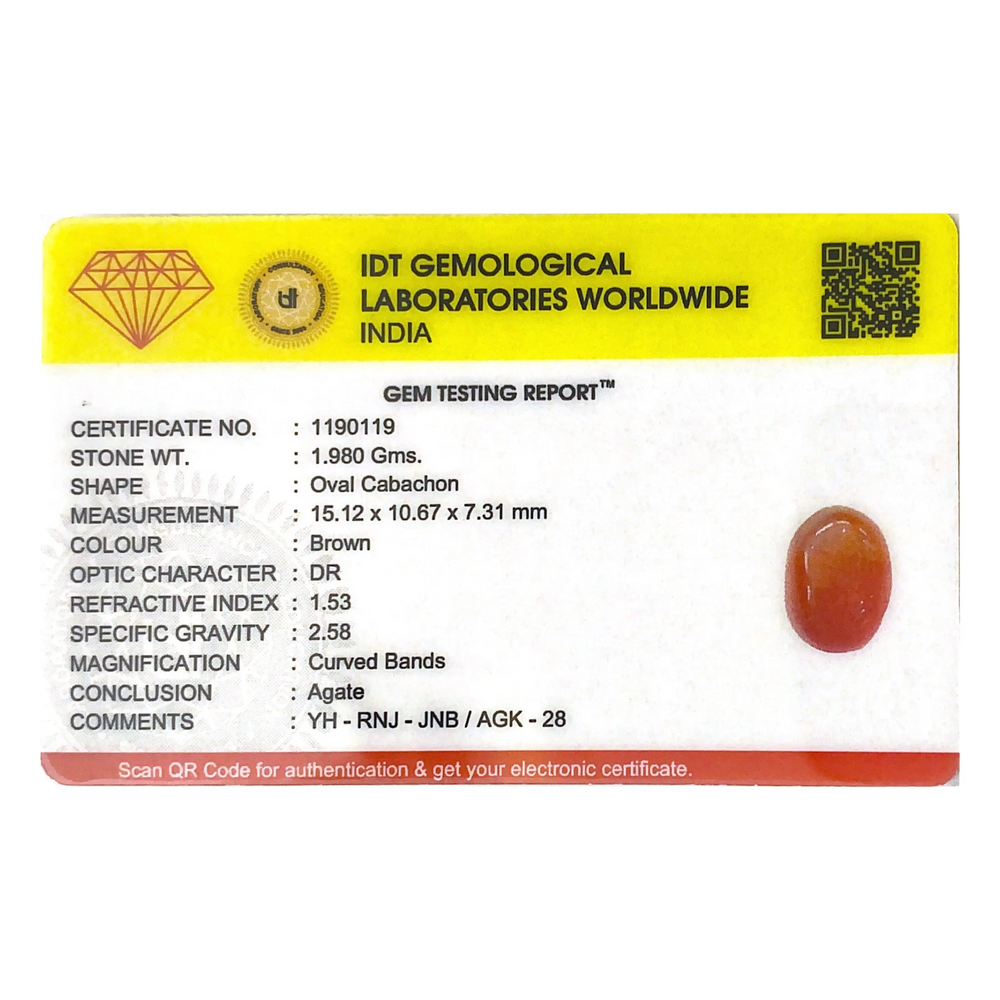 IDT GEMOLOGICAL
LABORATORIES WORLDWIDE
INDIA
GEM TESTING REPORT™
CERTIFICATE NO. : 1190119
STONE WT. : 1.980 Gms.
SHAPE : Oval Cabachon
MEASUREMENT : 15.12 x 10.67 x 7.31 mm
COLOUR : Brown
OPTIC CHARACTER : DR
REFRACTIVE INDEX : 1.53
SPECIFIC GRAVITY : 2.58
MAGNIFICATION : Curved Bands
CONCLUSION : Agate
COMMENTS : YH - RNJ - JNB / AGK - 28
Scan QR Code for authentication & get your electronic certificate.